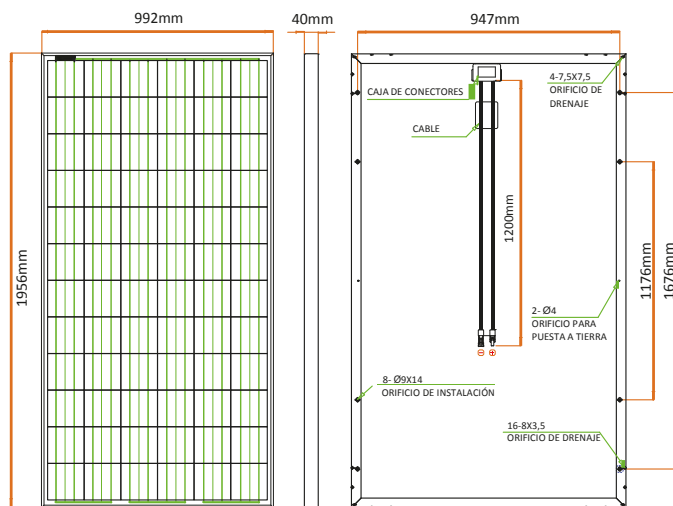 992mm
40mm
947mm
4-7,5X7,5
ORIFICIO DE
DRENAJE
CAJA DE CONECTORES
CABLE
1956mm
1200mm
1176mm
1676mm
2- Ø4
ORIFICIO PARA
PUESTA A TIERRA
8- Ø9X14
ORIFICIO DE INSTALACIÓN
16-8X3,5
ORIFICIO DE DRENAJE